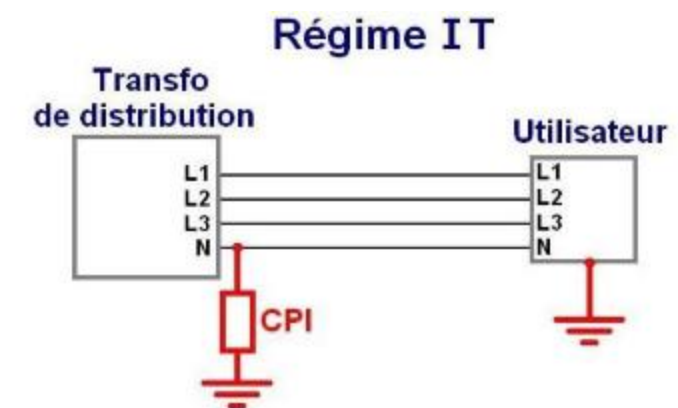 Régime IT
Transfo
de distribution
Utilisateur
L1
L2
L3
N
L1
L2
L3
N
CPI